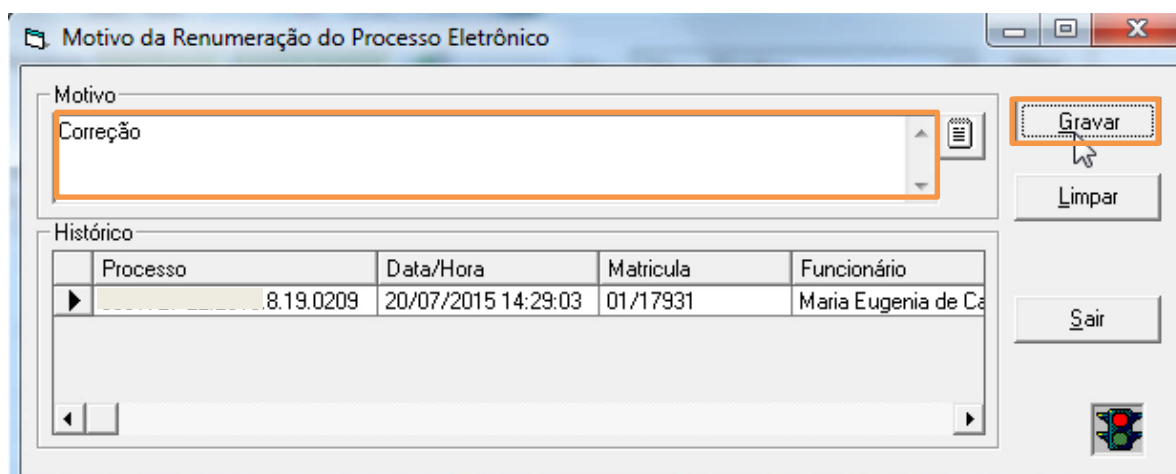 Motivo da Renumeração do Processo Eletrônico
Motivo
Correção
Gravar
Limpar
Histórico
Processo Data/Hora Matricula Funcionário
.8.19.0209 20/07/2015 14:29:03 01/17931 Maria Eugenia de
Sair